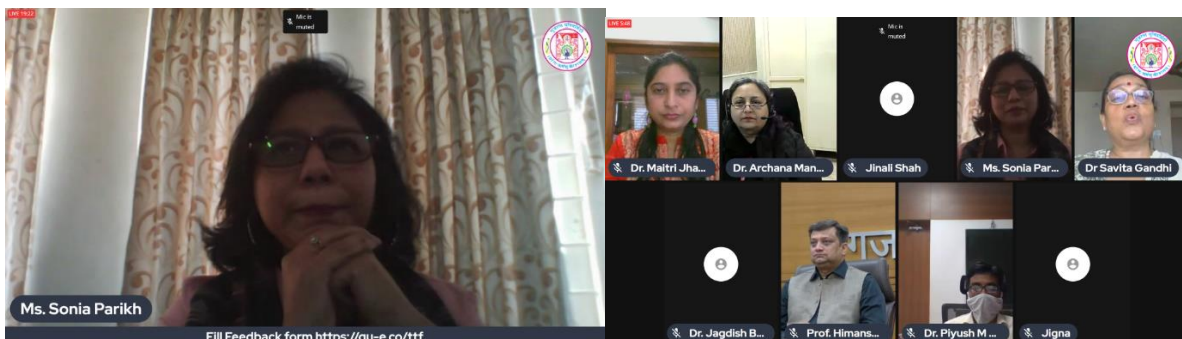 LIVE 19:22
Mic is
muted
Ms. Sonia Parikh
Fill Feedback form https://gu-e.co/ttf
LIVE 5:48
Mic is
muted
Dr. Maitri Jha...
Dr. Archana Man...
Jinali Shah
Ms. Sonia Par...
Dr Savita Gandhi
गुज
Dr. Jagdish B...
Prof. Himans...
Dr. Piyush M ...
Jigna